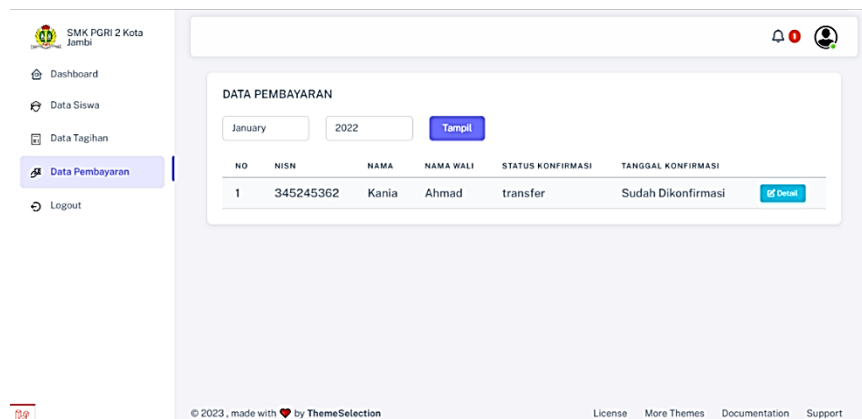 SMK PGRI 2 Kota
Jambi
1
Dashboard
Data Siswa
Data Tagihan
Data Pembayaran
Logout
DATA PEMBAYARAN
January 2022 Tampil
NO NISN NAMA NAMA WALI STATUS KONFIRMASI TANGGAL KONFIRMASI
1 345245362 Kania Ahmad transfer Sudah Dikonfirmasi Detail
© 2023 , made with ❤ by ThemeSelection License More Themes Documentation Support